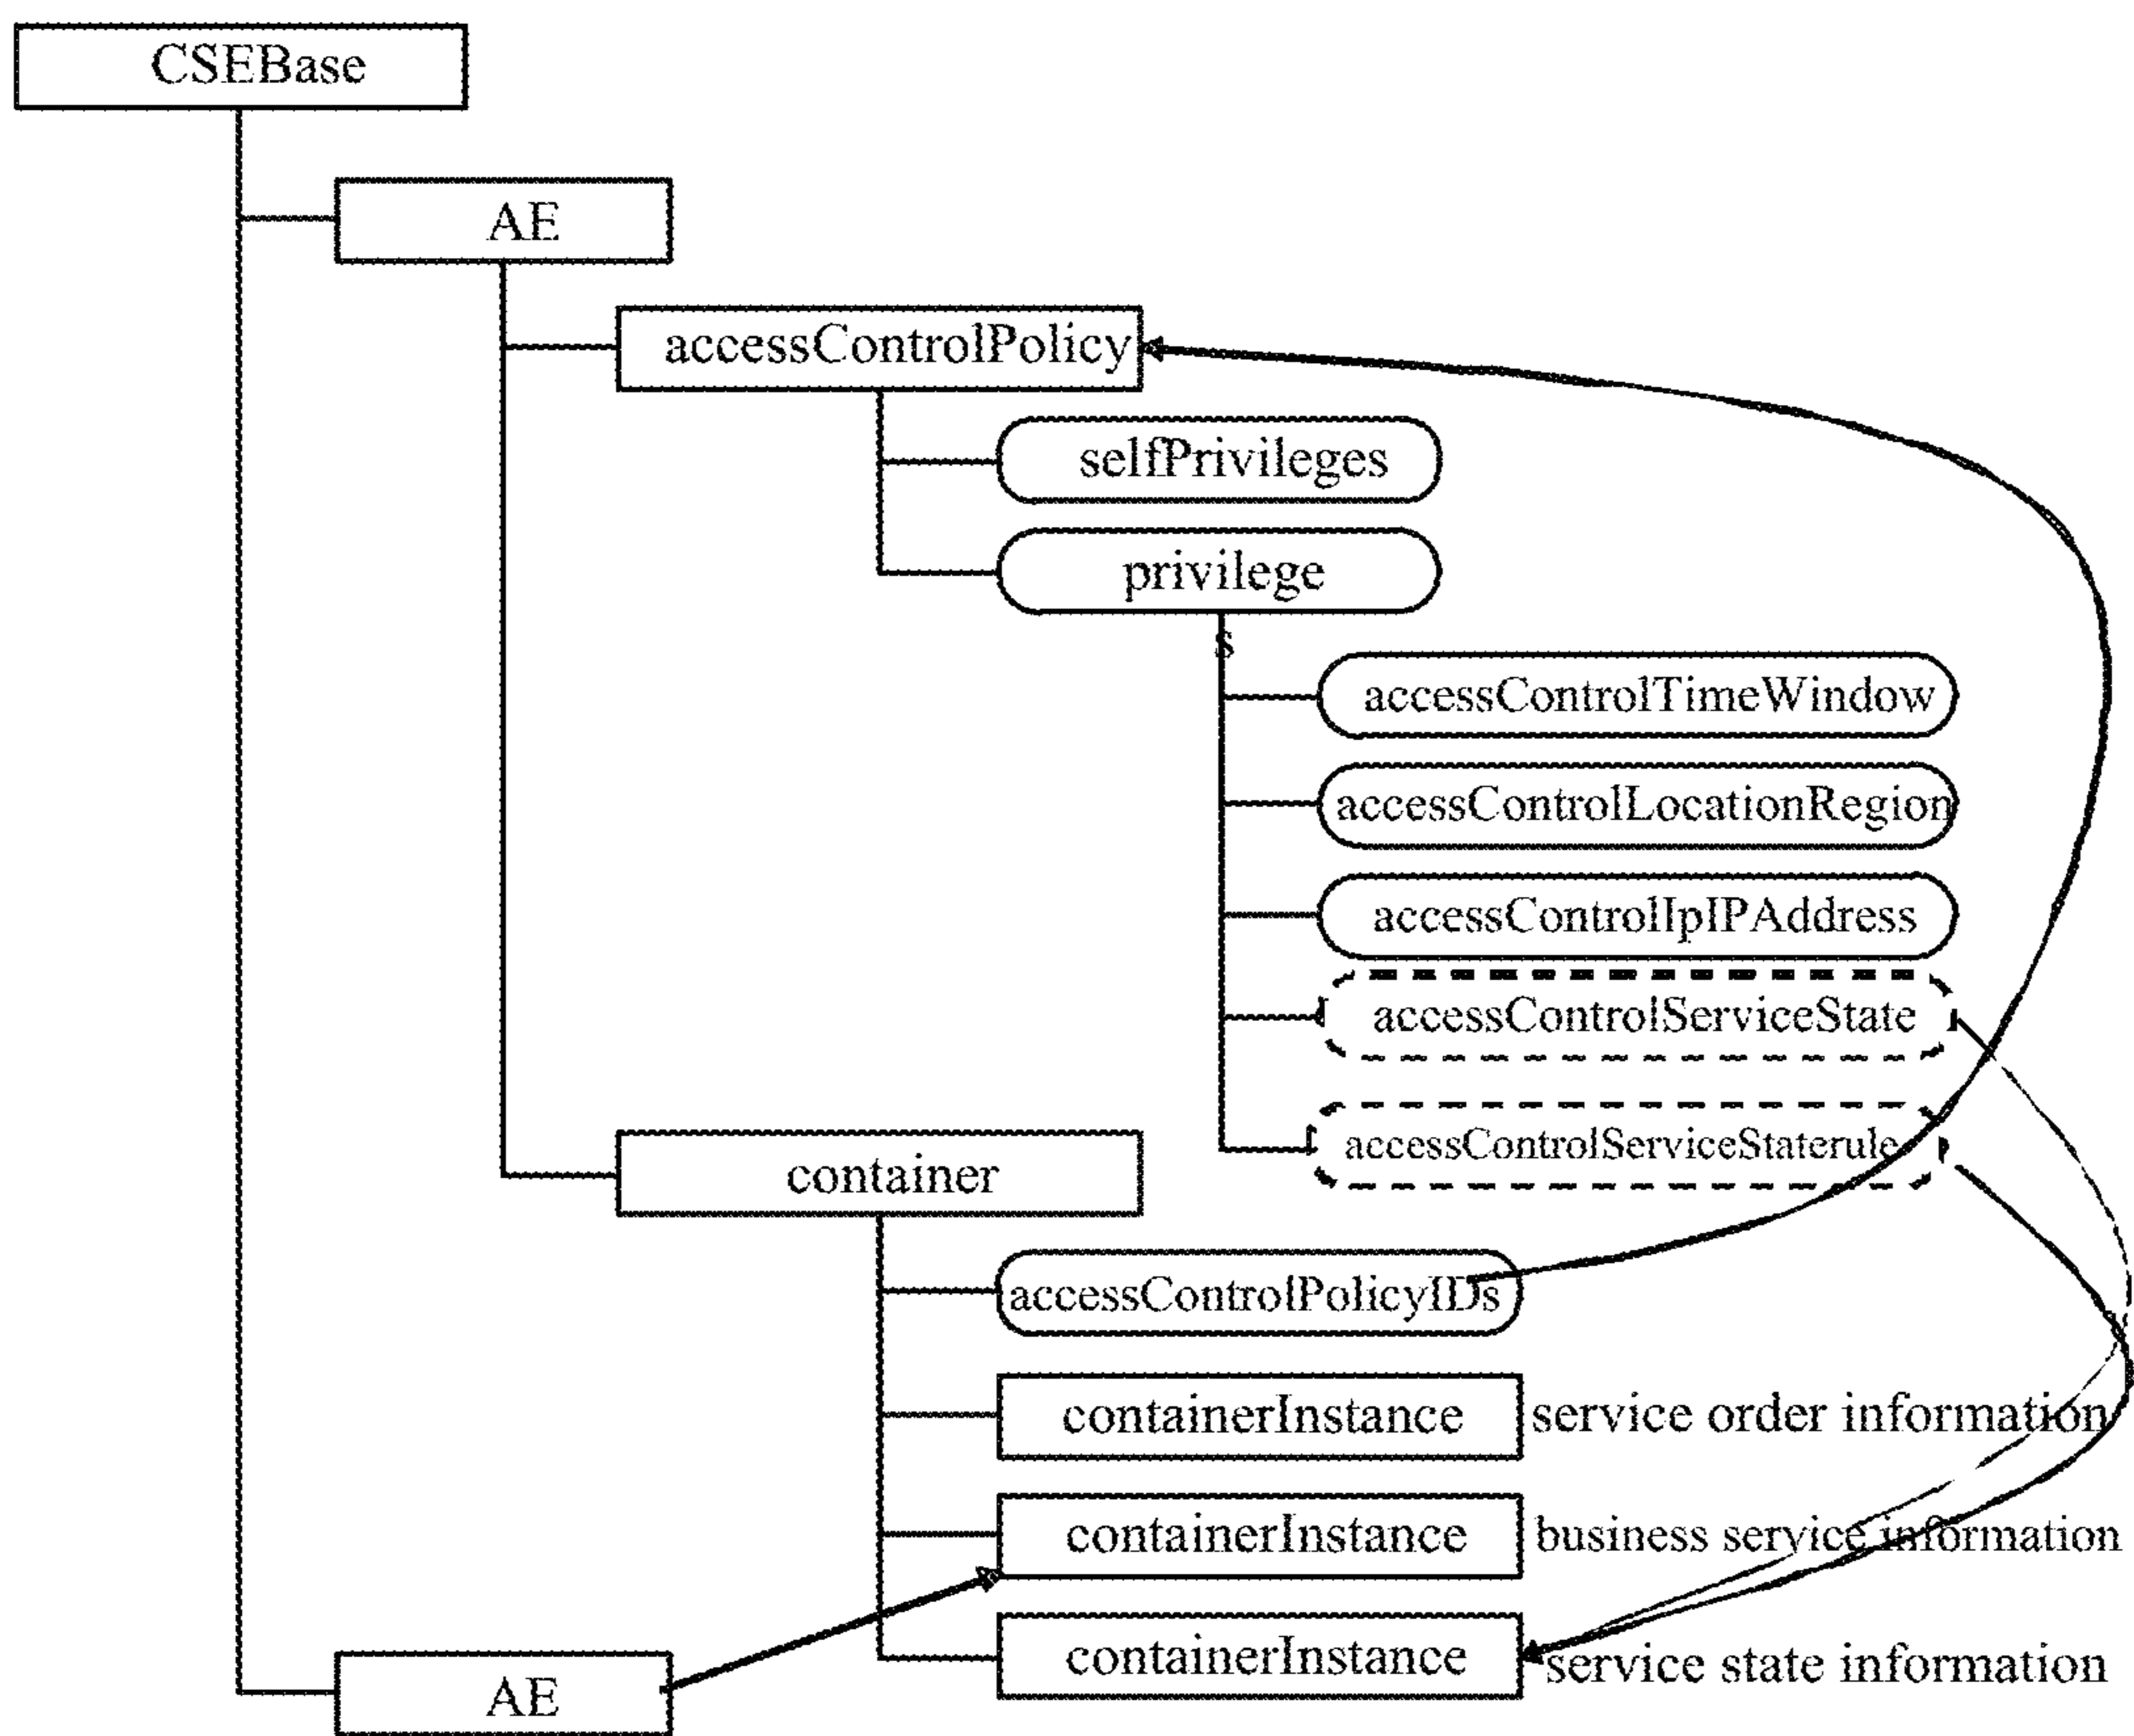 CSEBase
AE
accessControlPolicy
selfPrivileges
privilege
s
accessControlTimeWindow
accessControlLocationRegion
accessControlIpIPAddress
accessControlServiceState
accessControlServiceStaterule
container
accessControlPolicyIDs
containerInstance service order information
containerInstance business service information
containerInstance service state information
AE